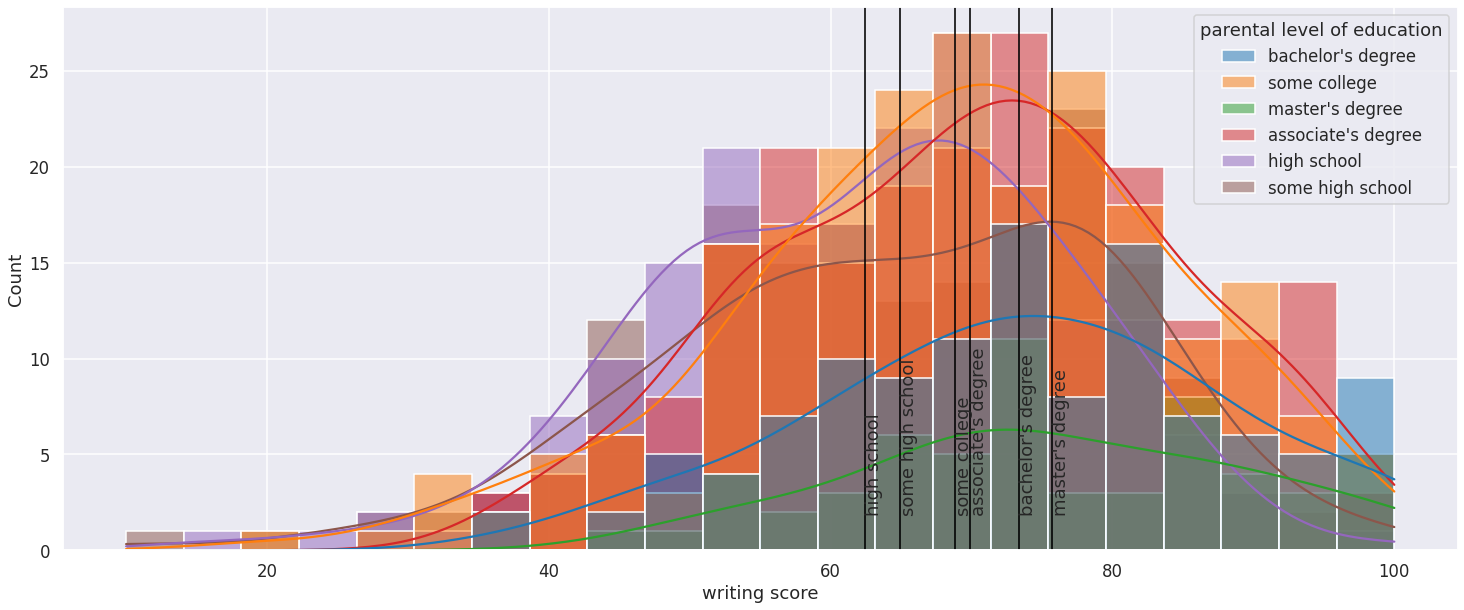 parental level of education
bachelor's degree
some college
master's degree
associate's degree
high school
some high school
Count
25
20
15
10
5
0
high school
some high school
some college
associate's degree
bachelor's degree
master's degree
20
40
60
80
100
writing score